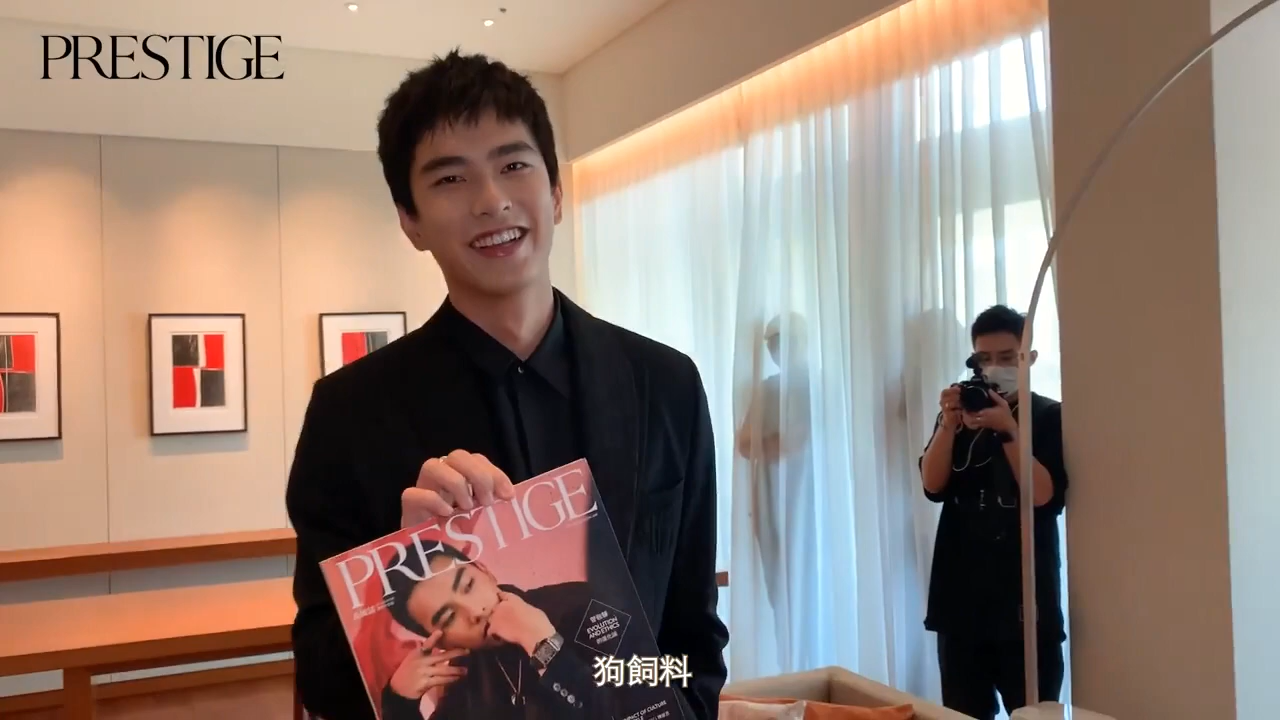 PRESTIGE
PRESTIGE
EVOLUTION
AND ETHICS
狗飼料